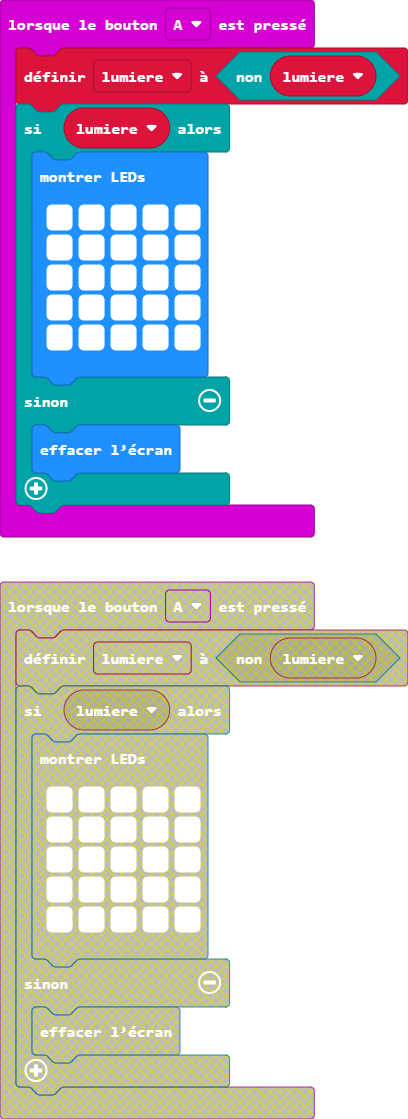 lorsque le bouton A est pressé
définir lumiere à non lumiere
si lumiere alors
montrer LEDs
sinon
effacer l'écran
lorsque le bouton A est pressé
définir lumiere à non lumiere
si lumiere alors
montrer LEDs
sinon
effacer l'écran